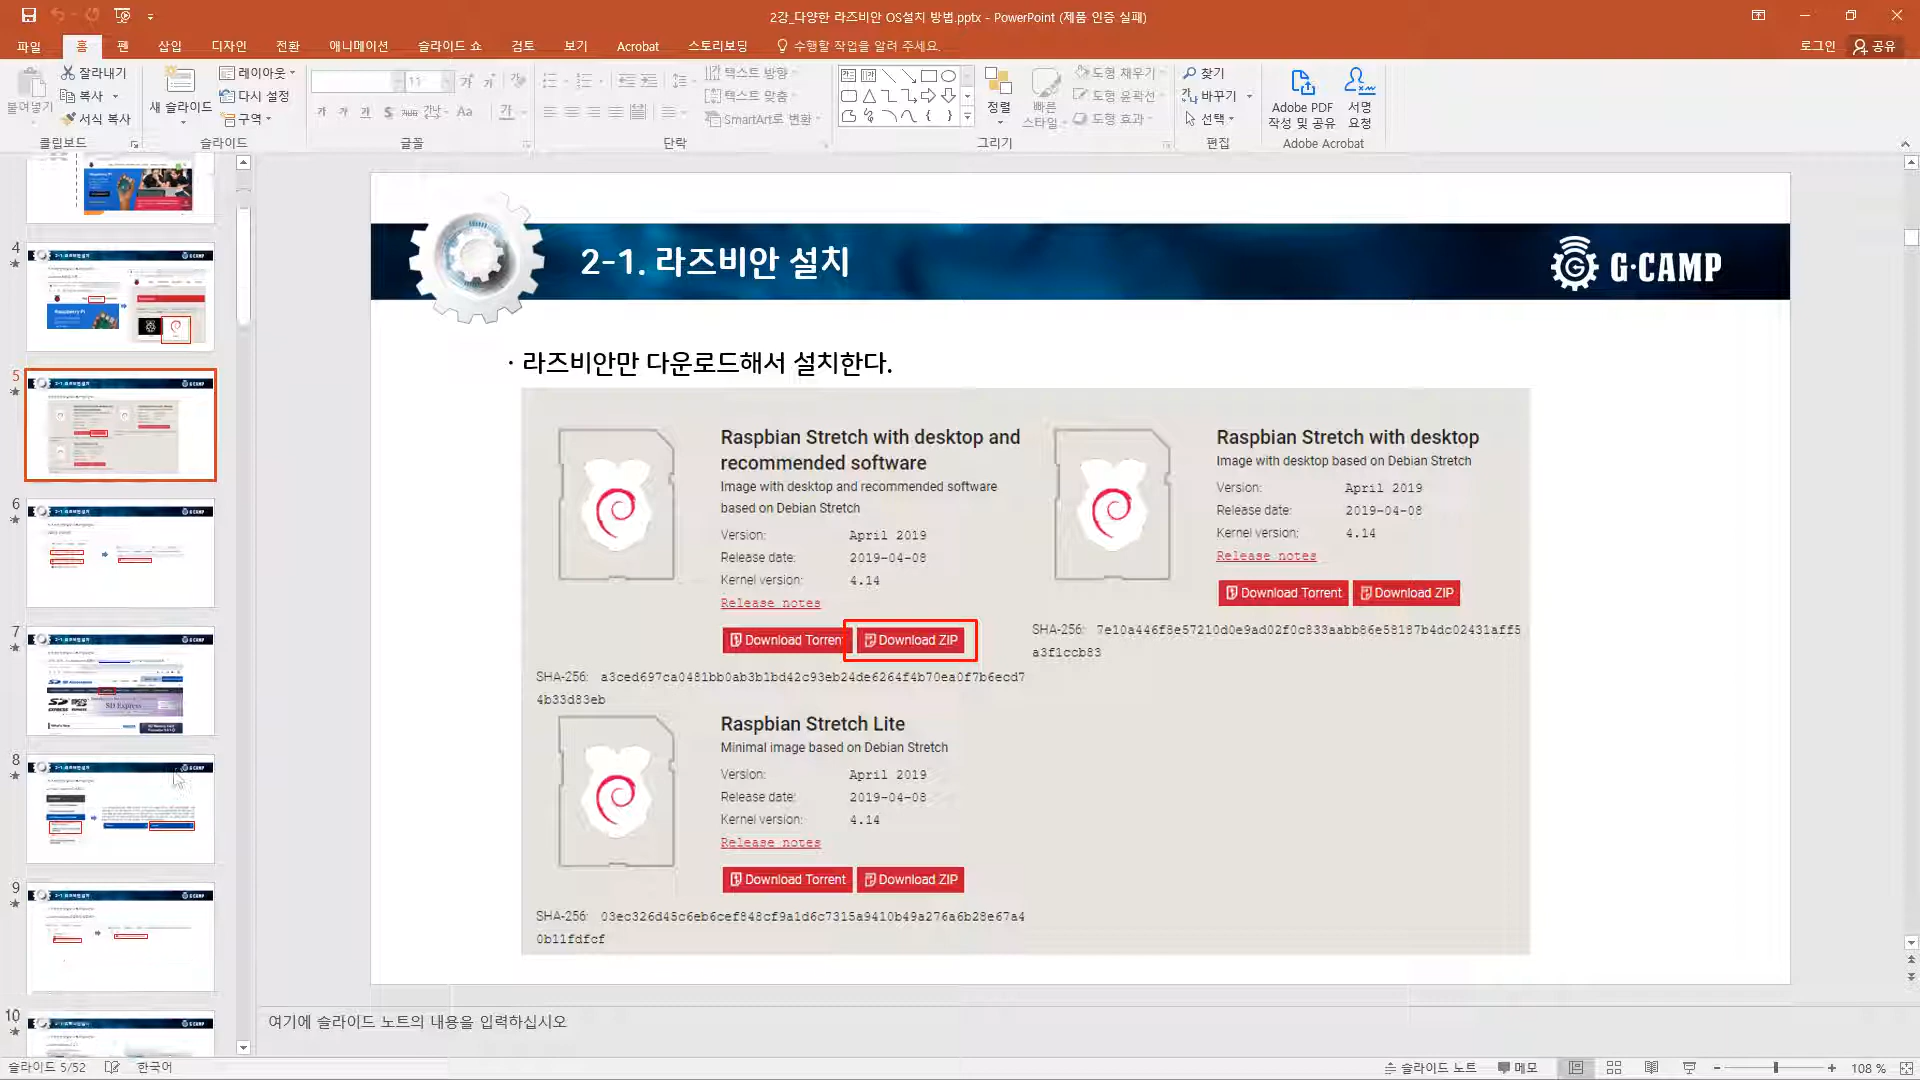 2강_다양한 라즈비안 OS설치 방법.pptx - PowerPoint (제품 인증 실패)
파일 홈 펜 삽입 디자인 전환 애니메이션 슬라이드 쇼 검토 보기 Acrobat 스토리보딩 수행할 작업을 알려 주세요. 로그인 공유
붙여넣기
잘라내기
복사
서식 복사
클립보드
새 슬라이드
레이아웃
다시 설정
구역
슬라이드
11
가 가 가 S 가나다 간 Aa 가
글꼴
텍스트 방향
텍스트 맞춤
SmartArt로 변환
단락
정렬
빠른 스타일
도형 채우기
도형 윤곽선
도형 효과
그리기
찾기
바꾸기
선택
편집
Adobe PDF
작성 및 공유
서명
요청
Adobe Acrobat
4
5
6
7
8
9
10
2-1. 라즈비안 설치
G·CAMP
· 라즈비안만 다운로드해서 설치한다.
Raspbian Stretch with desktop and
recommended software
Image with desktop and recommended software
based on Debian Stretch
Version: April 2019
Release date: 2019-04-08
Kernel version: 4.14
Release notes
Download Torrent Download ZIP
SHA-256: a3ced697ca0481bb0ab3b1bd42c93eb24de6264f4b70ea0f7b6ecd7
4b33d83eb
Raspbian Stretch with desktop
Image with desktop based on Debian Stretch
Version: April 2019
Release date: 2019-04-08
Kernel version: 4.14
Release notes
Download Torrent Download ZIP
SHA-256: 7e10a446f8e57210d0e9ad02f0c833aabb86e58187b4dc02431aff5
a3f1ccb83
Raspbian Stretch Lite
Minimal image based on Debian Stretch
Version: April 2019
Release date: 2019-04-08
Kernel version: 4.14
Release notes
Download Torrent Download ZIP
SHA-256: 03ec326d45c6eb6cef848cf9a1d6c7315a9410b49a276a6b28e67a4
0b11fdfcf
여기에 슬라이드 노트의 내용을 입력하십시오
슬라이드 5/52 한국어 슬라이드 노트 메모 108 %